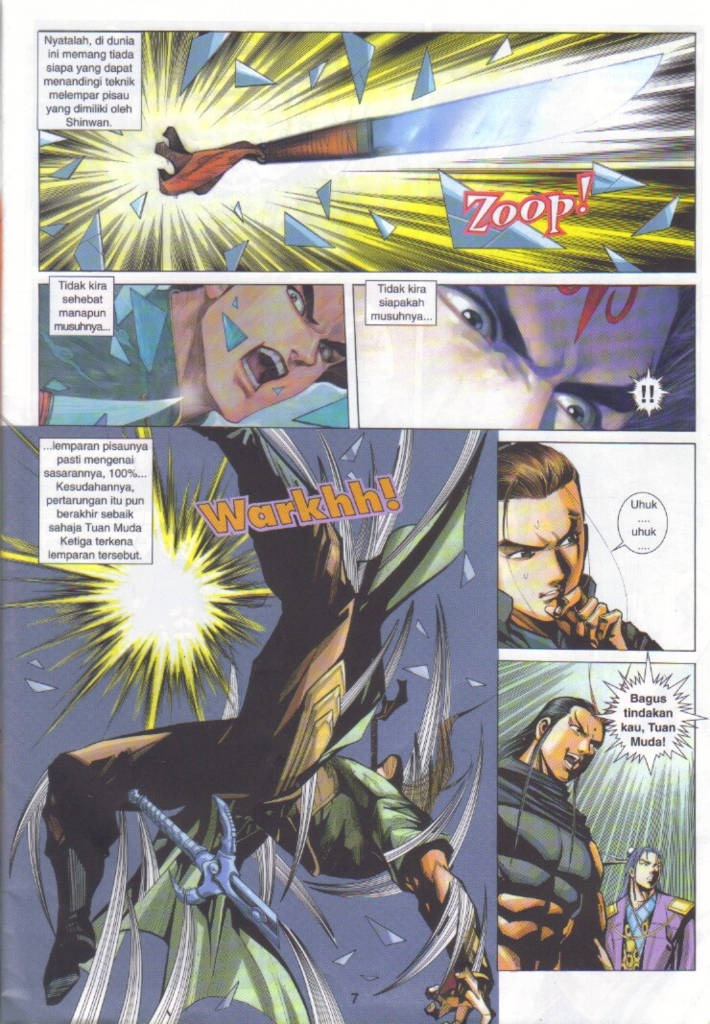 Nyatalah, di dunia
ini memang tiada
siapa yang dapat
menandingi teknik
melempar pisau
yang dimiliki oleh
Shinwan.
Zoop!
Tidak kira
sehebat
manapun
musuhnya...
Tidak kira
siapakah
musuhnya...
!!
...lemparan pisaunya
pasti mengenai
sasarannya, 100%...
Kesudahannya,
pertarungan itu pun
berakhir sebaik
sahaja Tuan Muda
Ketiga terkena
lemparan tersebut.
Warkhh!
Uhuk
....
uhuk
....
Bagus
tindakan
kau, Tuan
Muda!
7